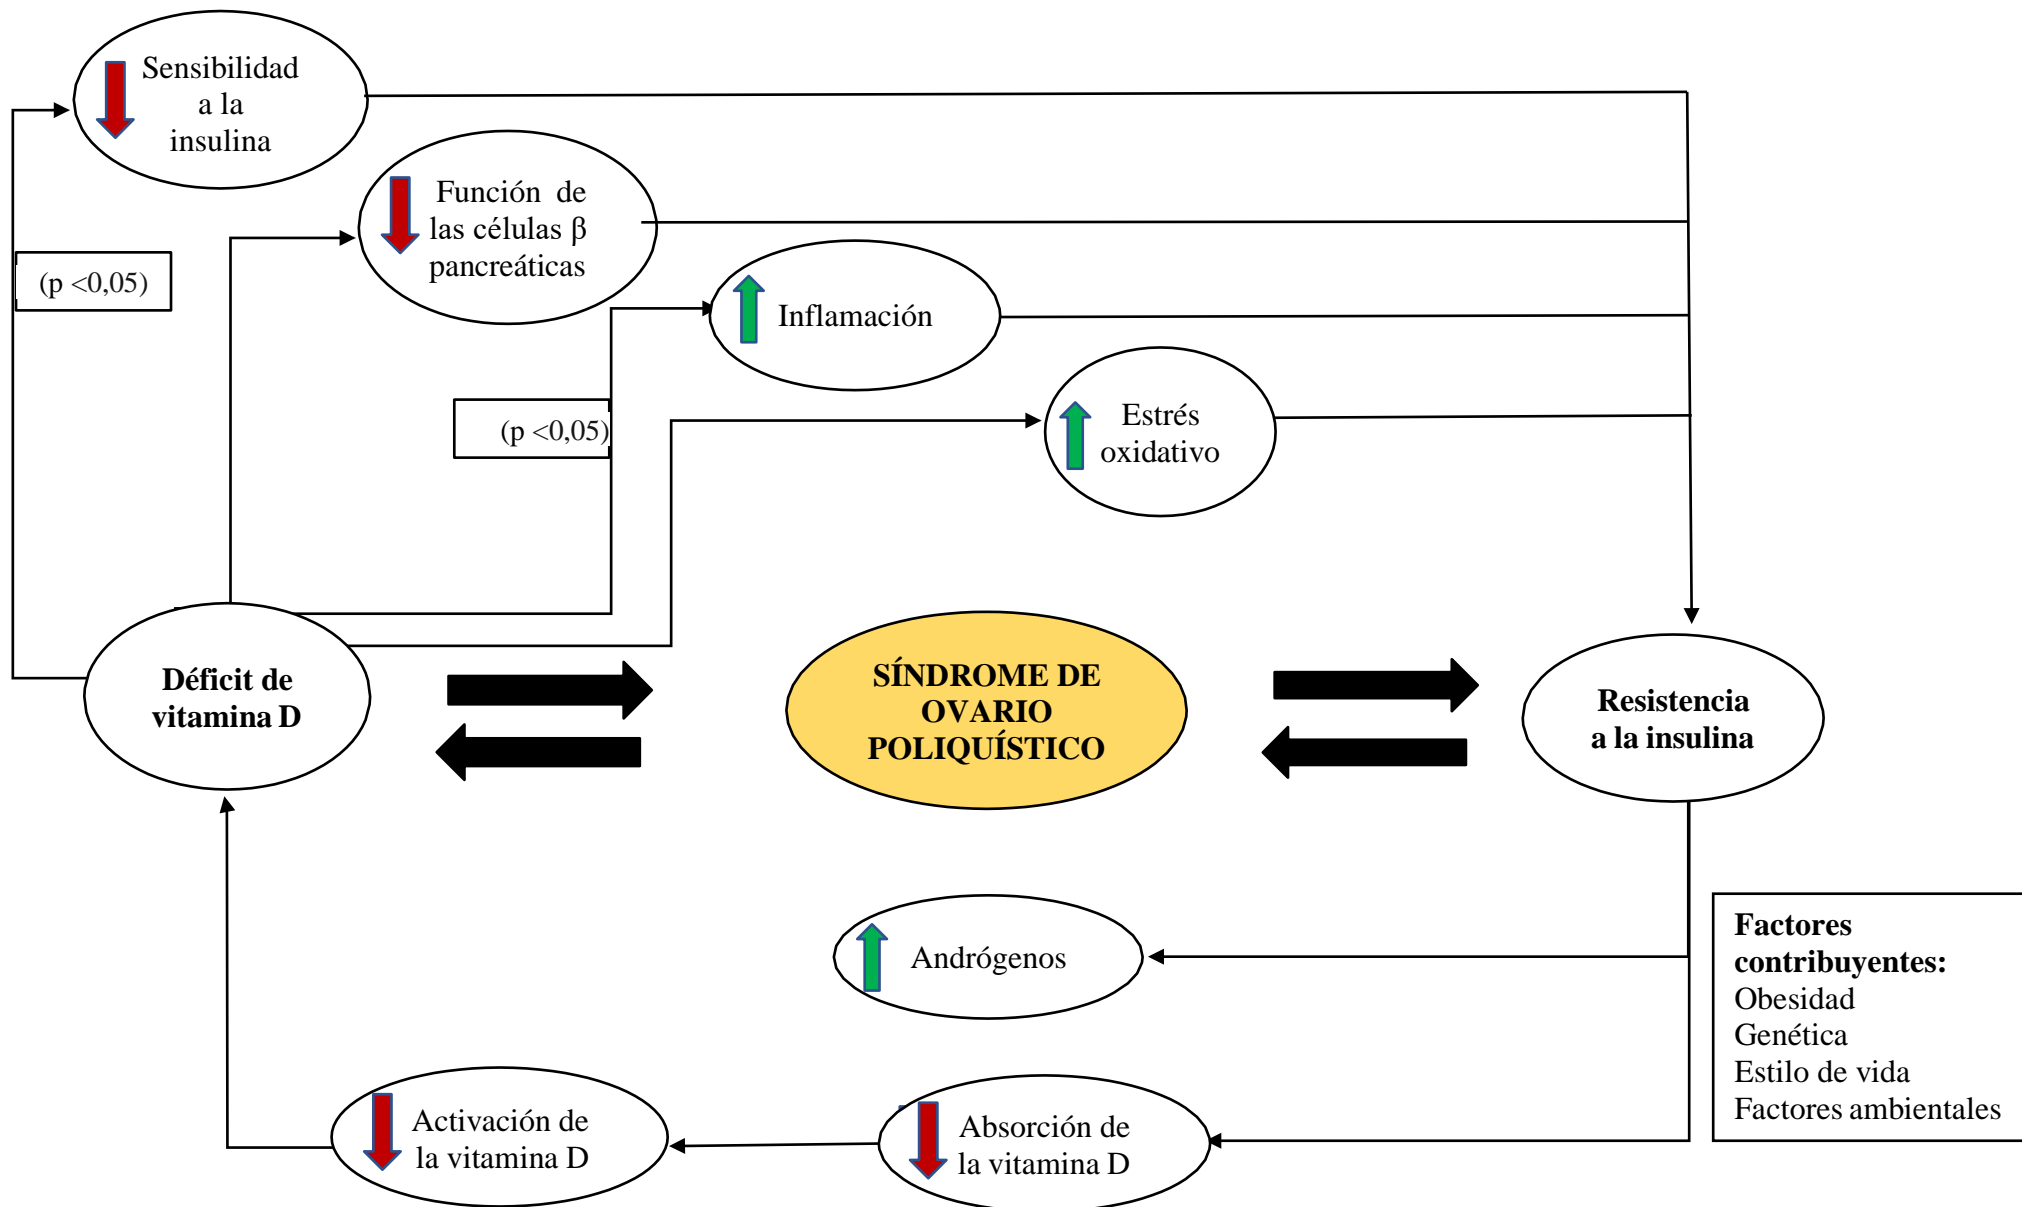 Sensibilidad
a la
insulina
Función de
las células β
pancreáticas
(p <0,05)
Inflamación
(p <0,05)
Estrés
oxidativo
Déficit de
vitamina D
SÍNDROME DE
OVARIO
POLIQUÍSTICO
Resistencia
a la insulina
Andrógenos
Factores
contribuyentes:
Obesidad
Genética
Estilo de vida
Factores ambientales
Activación de
la vitamina D
Absorción de
la vitamina D